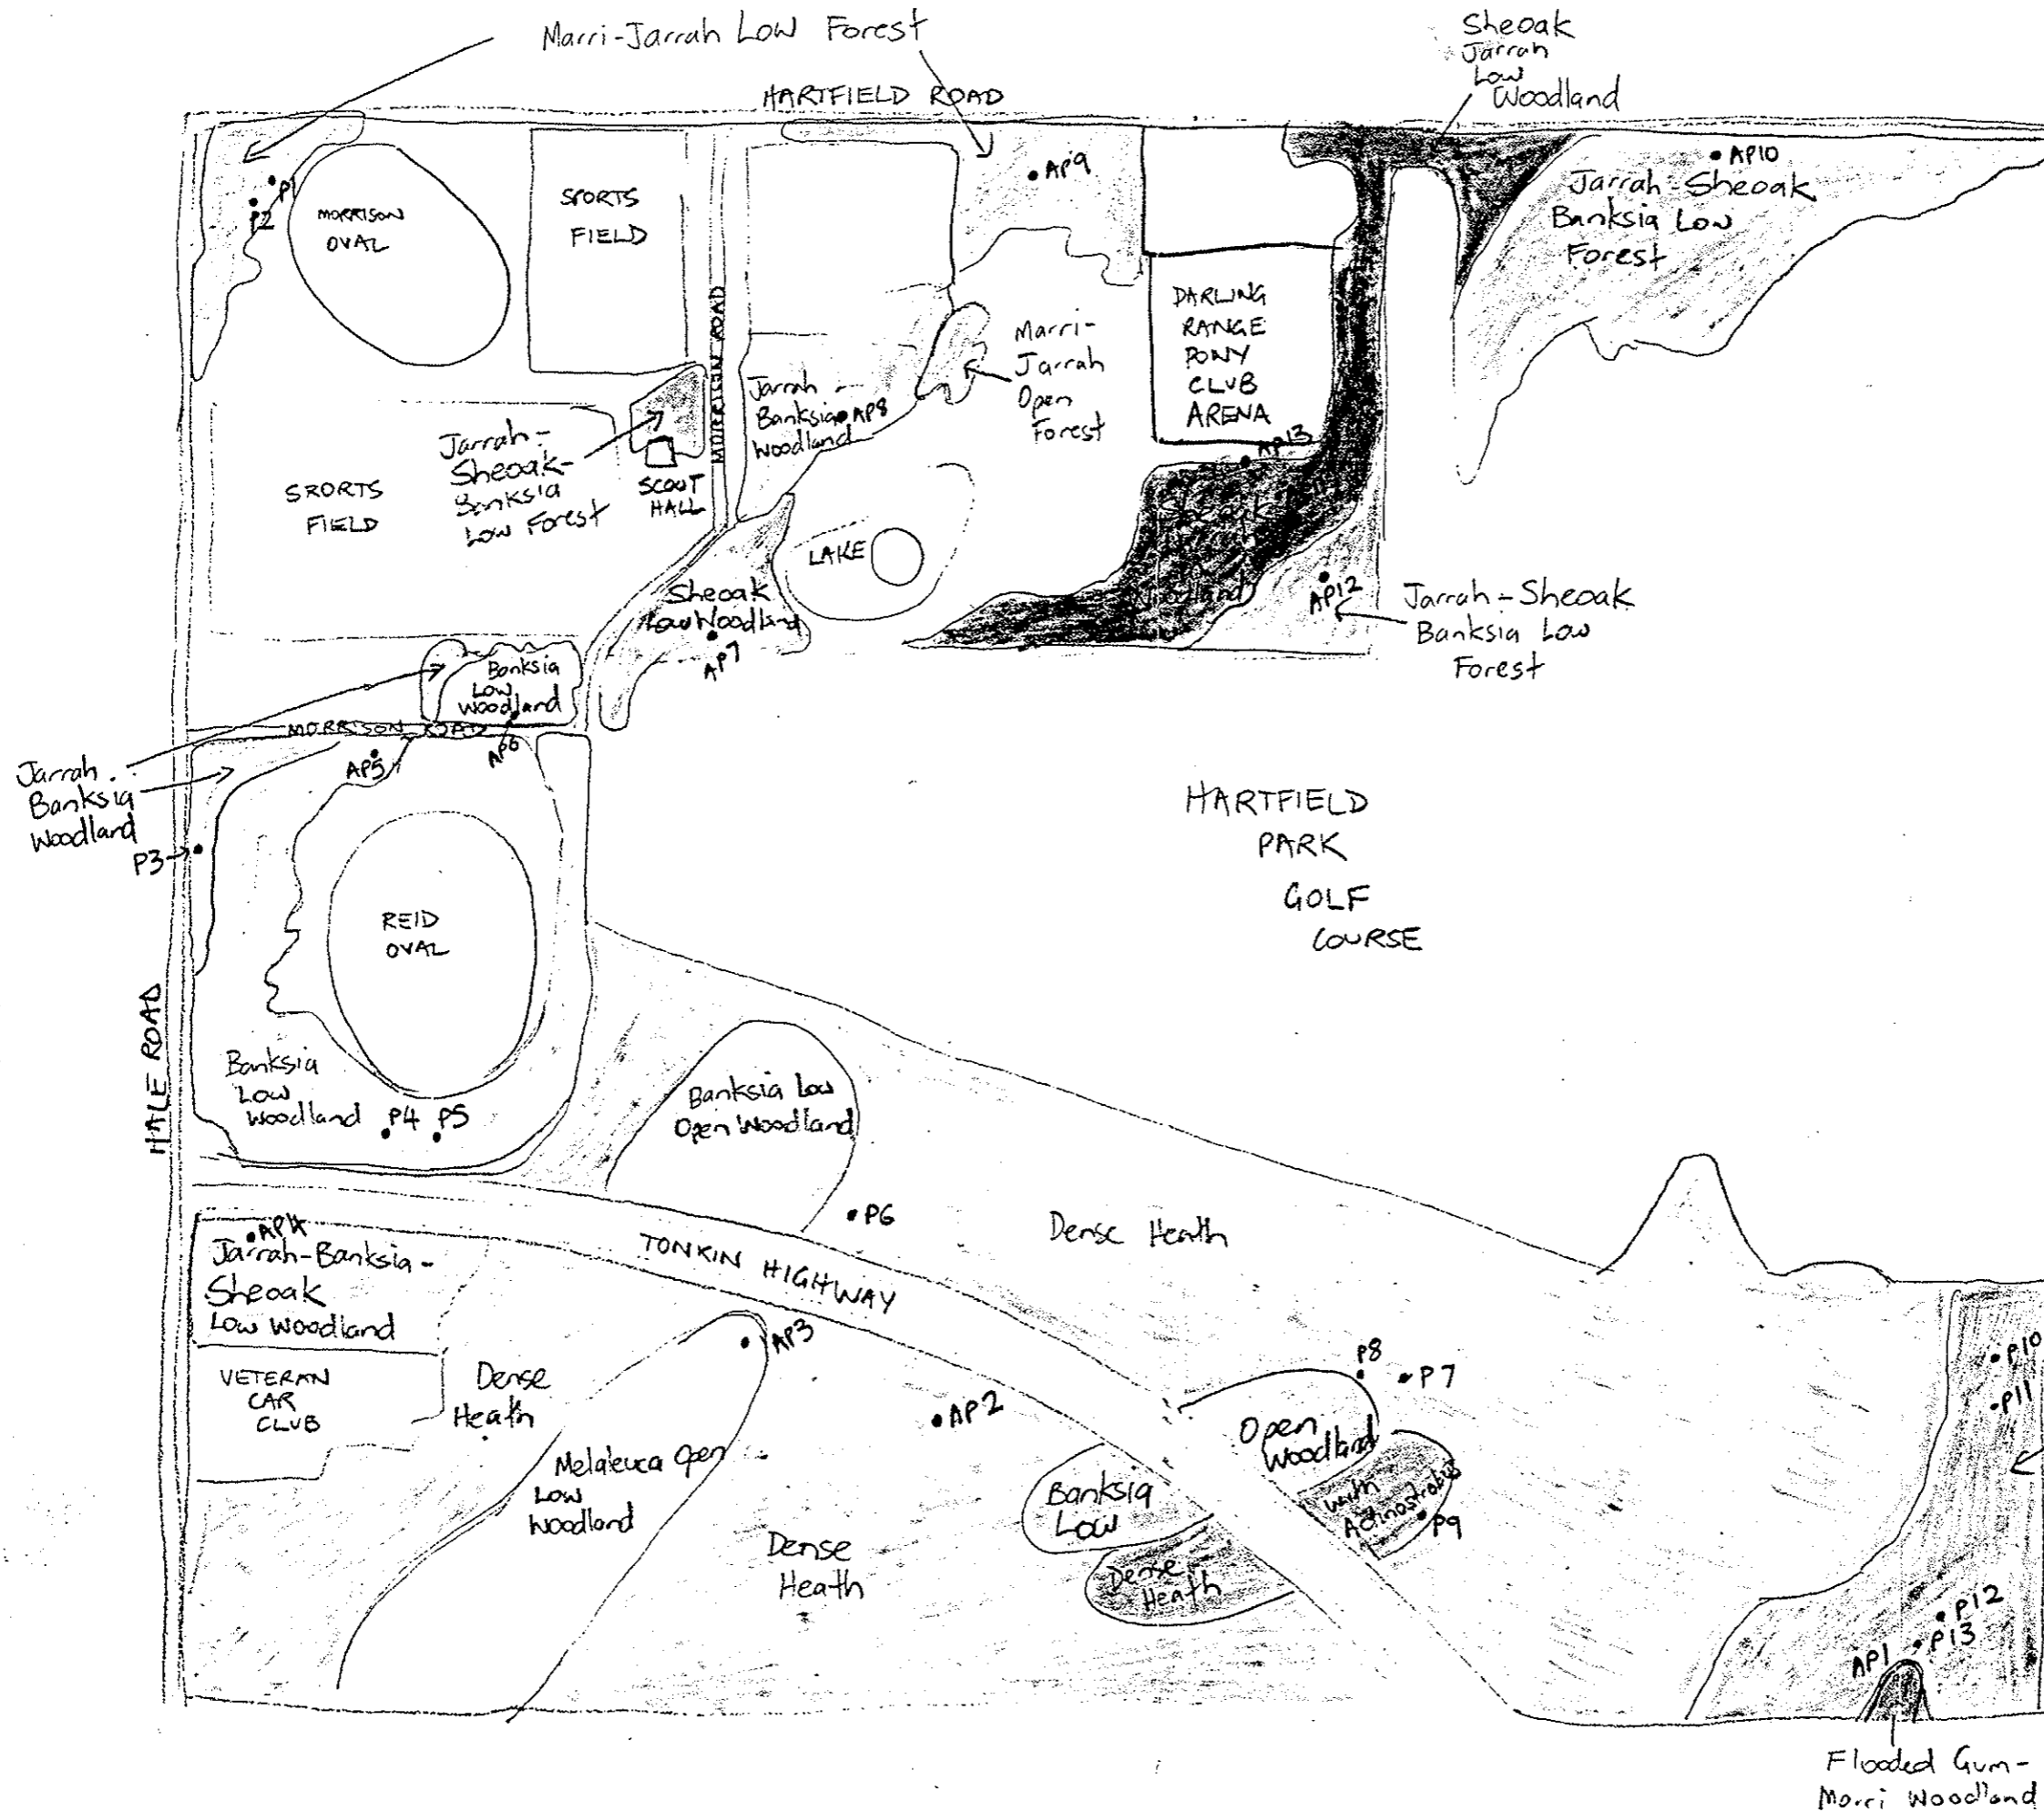 Marri-Jarrah Low Forest
Sheoak
Jarrah
Low
Woodland
HARTFIELD ROAD
P1
P2
MORRISON
OVAL
SPORTS
FIELD
MORRISON ROAD
AP9
AP10
Jarrah-Sheoak
Banksia Low
Forest
DARLING
RANGE
PONY
CLUB
ARENA
Marri-
Jarrah
Open
Forest
Jarrah-
Banksia
Woodland
AP8
Jarrah-
Sheoak-
Banksia
Low Forest
SCOUT
HALL
SPORTS
FIELD
AP13
Sheoak
Woodland
LAKE
Sheoak
Low Woodland
AP7
AP12
Jarrah-Sheoak
Banksia Low
Forest
Banksia
Low
Woodland
MORRISON ROAD
AP5
AP6
Jarrah
Banksia
Woodland
P3
HARTFIELD
PARK
GOLF
COURSE
REID
OVAL
HALE ROAD
Banksia
Low
Woodland
P4
P5
Banksia Low
Open Woodland
P6
Dense Heath
TONKIN HIGHWAY
AP4
Jarrah-Banksia-
Sheoak
Low Woodland
VETERAN
CAR
CLUB
Dense
Heath
AP3
AP2
Melaleuca Open
Low
Woodland
Dense
Heath
P8
P7
Open
Woodland
with
Actinostrobus
P9
Banksia
Low
Dense
Heath
P10
P11
P12
P13
AP1
Flooded Gum-
Marri Woodland